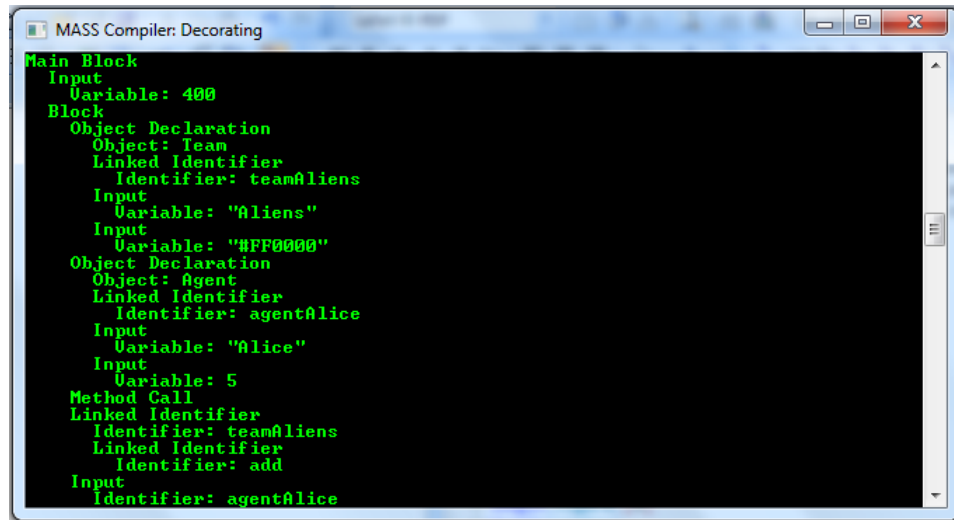 MASS Compiler: Decorating
Main Block
Input
Variable: 400
Block
Object Declaration
Object: Team
Linked Identifier
Identifier: teamAliens
Input
Variable: "Aliens"
Input
Variable: "#FF0000"
Object Declaration
Object: Agent
Linked Identifier
Identifier: agentAlice
Input
Variable: "Alice"
Input
Variable: 5
Method Call
Linked Identifier
Identifier: teamAliens
Linked Identifier
Identifier: add
Input
Identifier: agentAlice